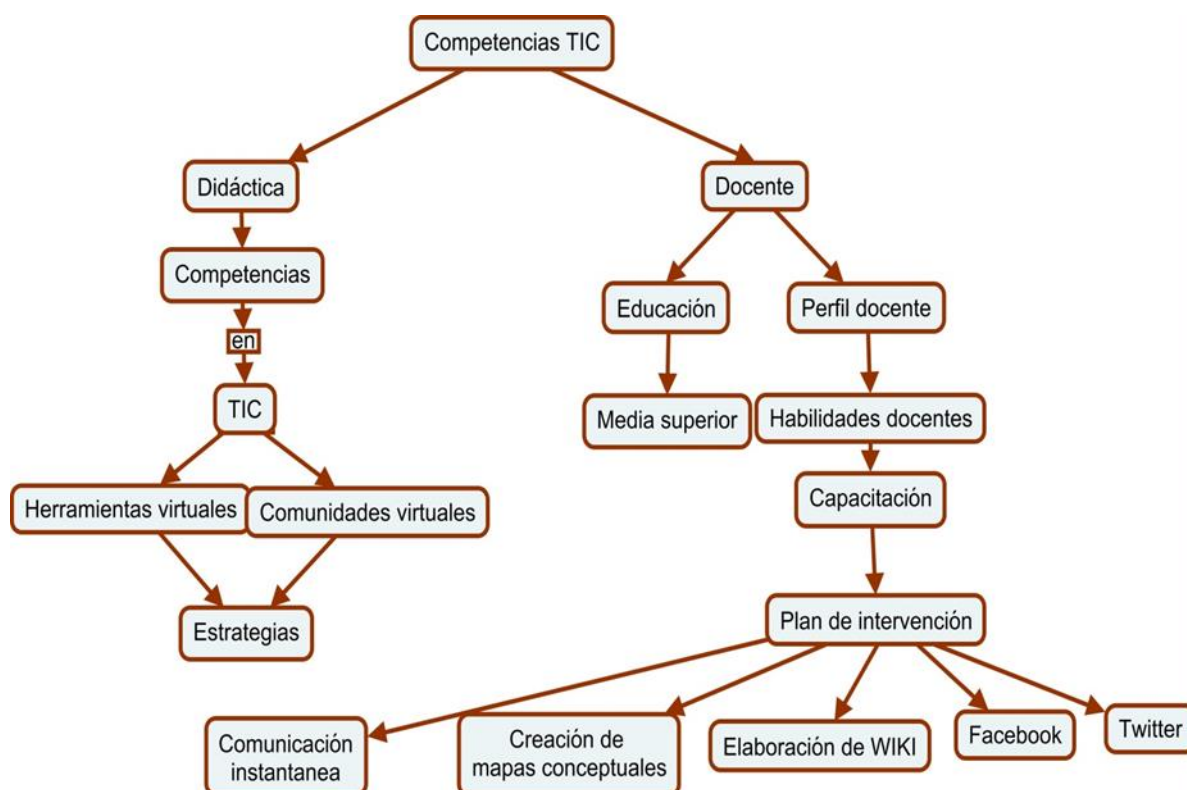 Competencias TIC
Didáctica
Docente
Competencias
Educación
Perfil docente
en
TIC
Media superior
Habilidades docentes
Herramientas virtuales
Comunidades virtuales
Capacitación
Estrategias
Plan de intervención
Comunicación
instantanea
Creación de
mapas conceptuales
Elaboración de WIKI
Facebook
Twitter